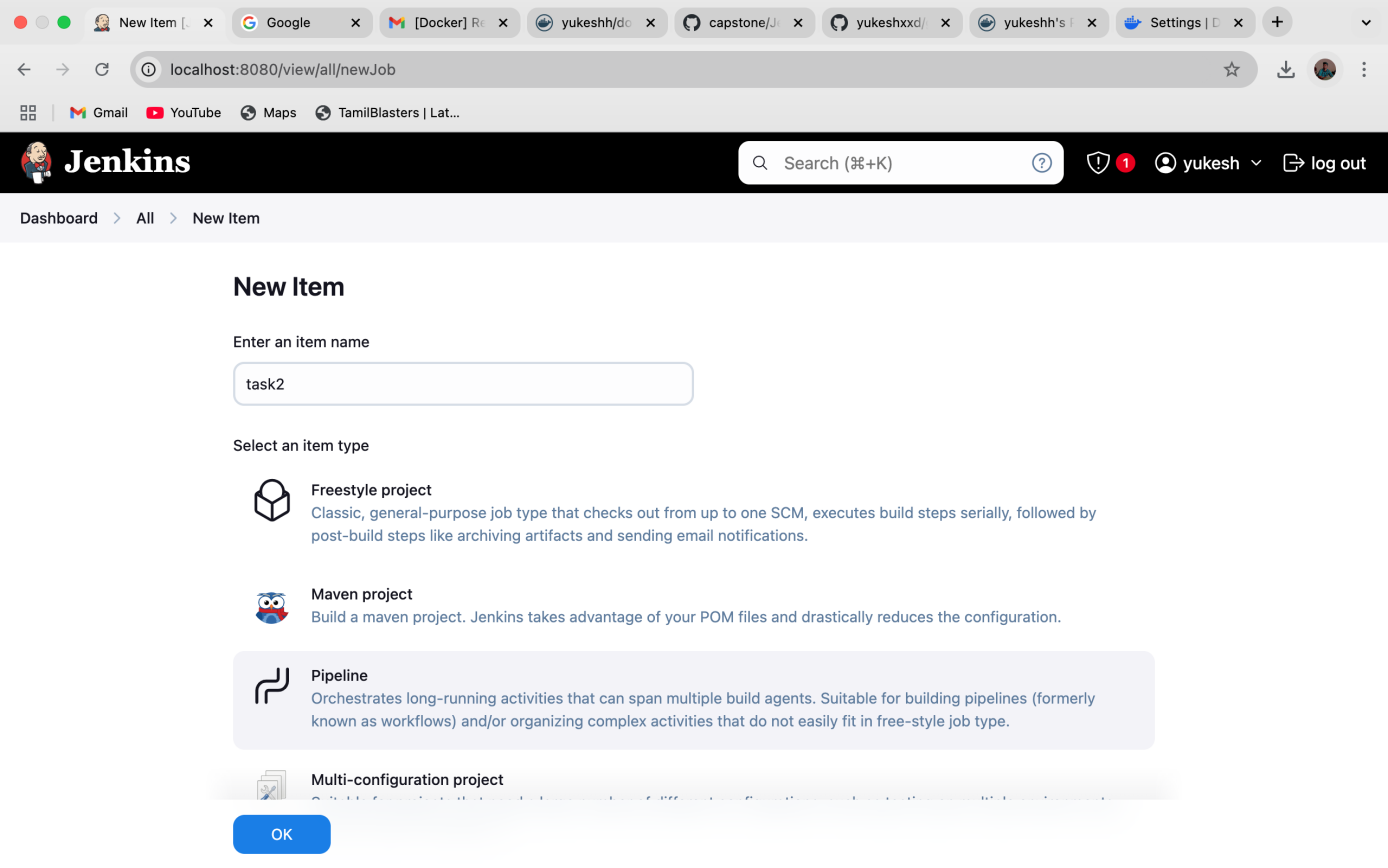 New Item [
Google
[Docker] Re
yukeshh/do
capstone/J
yukeshxxd/
yukeshh's
Settings | D
localhost:8080/view/all/newJob
Gmail
YouTube
Maps
TamilBlasters | Lat...
Jenkins
Search (⌘+K)
?
1
yukesh
log out
Dashboard
All
New Item
New Item
Enter an item name
task2
Select an item type
Freestyle project
Classic, general-purpose job type that checks out from up to one SCM, executes build steps serially, followed by
post-build steps like archiving artifacts and sending email notifications.
Maven project
Build a maven project. Jenkins takes advantage of your POM files and drastically reduces the configuration.
Pipeline
Orchestrates long-running activities that can span multiple build agents. Suitable for building pipelines (formerly
known as workflows) and/or organizing complex activities that do not easily fit in free-style job type.
Multi-configuration project
OK